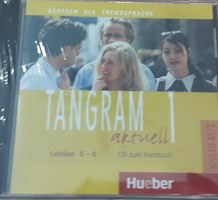 DEUTSCH ALS FREMDSPRACHE
TANGRAM 1
aktuell
Lektion 5 – 8
CD zum Kursbuch
Hueber